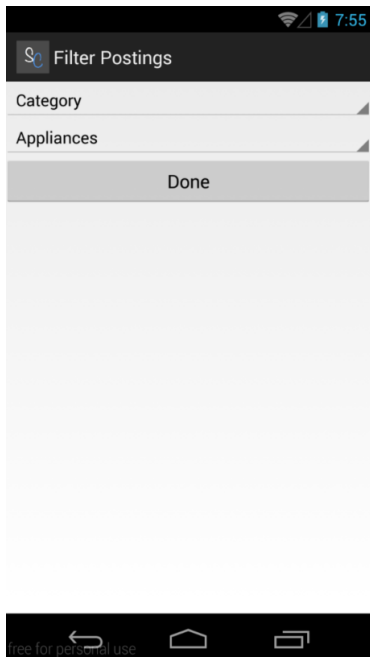 7:55
SC Filter Postings
Category
Appliances
Done
free for personal use